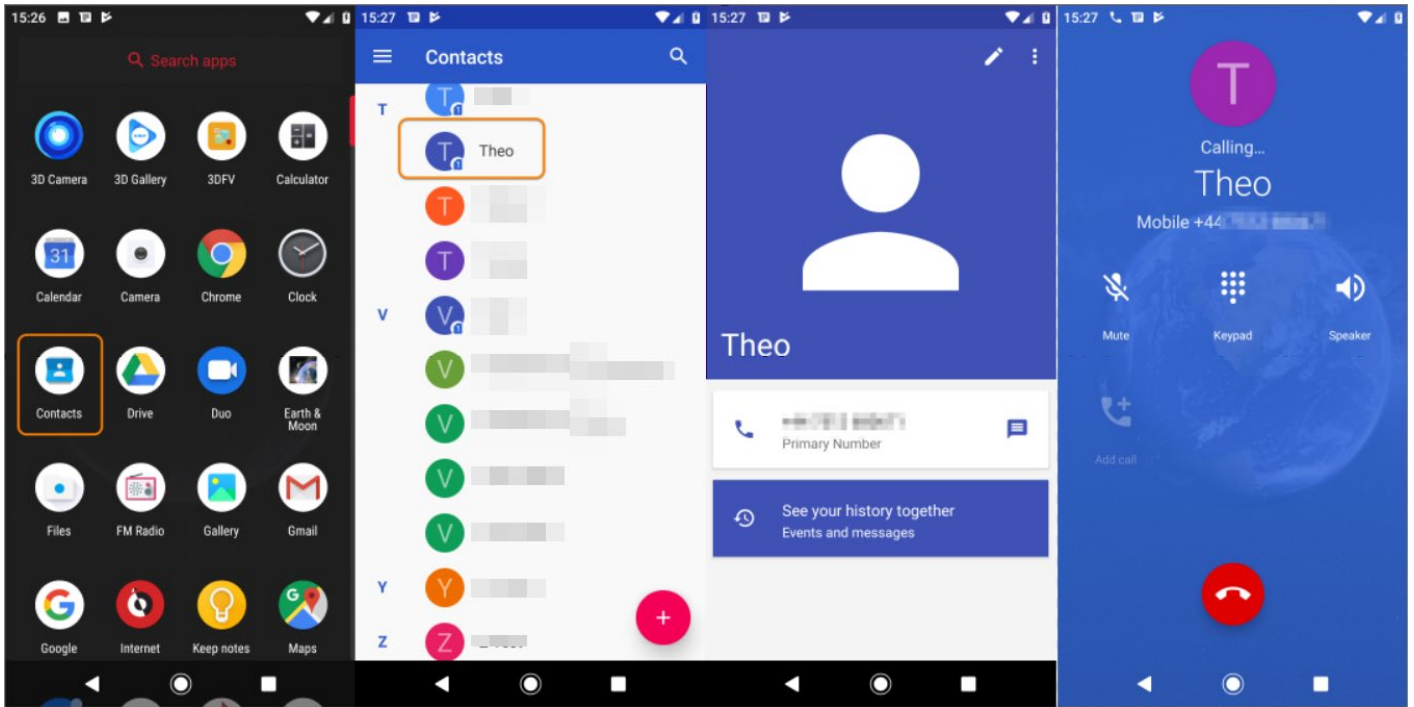 15:26
Search apps
3D Camera 3D Gallery 3DFV Calculator
31
Calendar Camera Chrome Clock
Contacts Drive Duo Earth &
Moon
Files FM Radio Gallery Gmail
G
Google Internet Keep notes Maps
15:27
Contacts
T T
T Theo
T
T
V V
V
V
V
V
Y Y
Z Z
15:27
Theo
Primary Number
See your history together
Events and messages
15:27
T
Calling...
Theo
Mobile +44
Mute Keypad Speaker
Add call